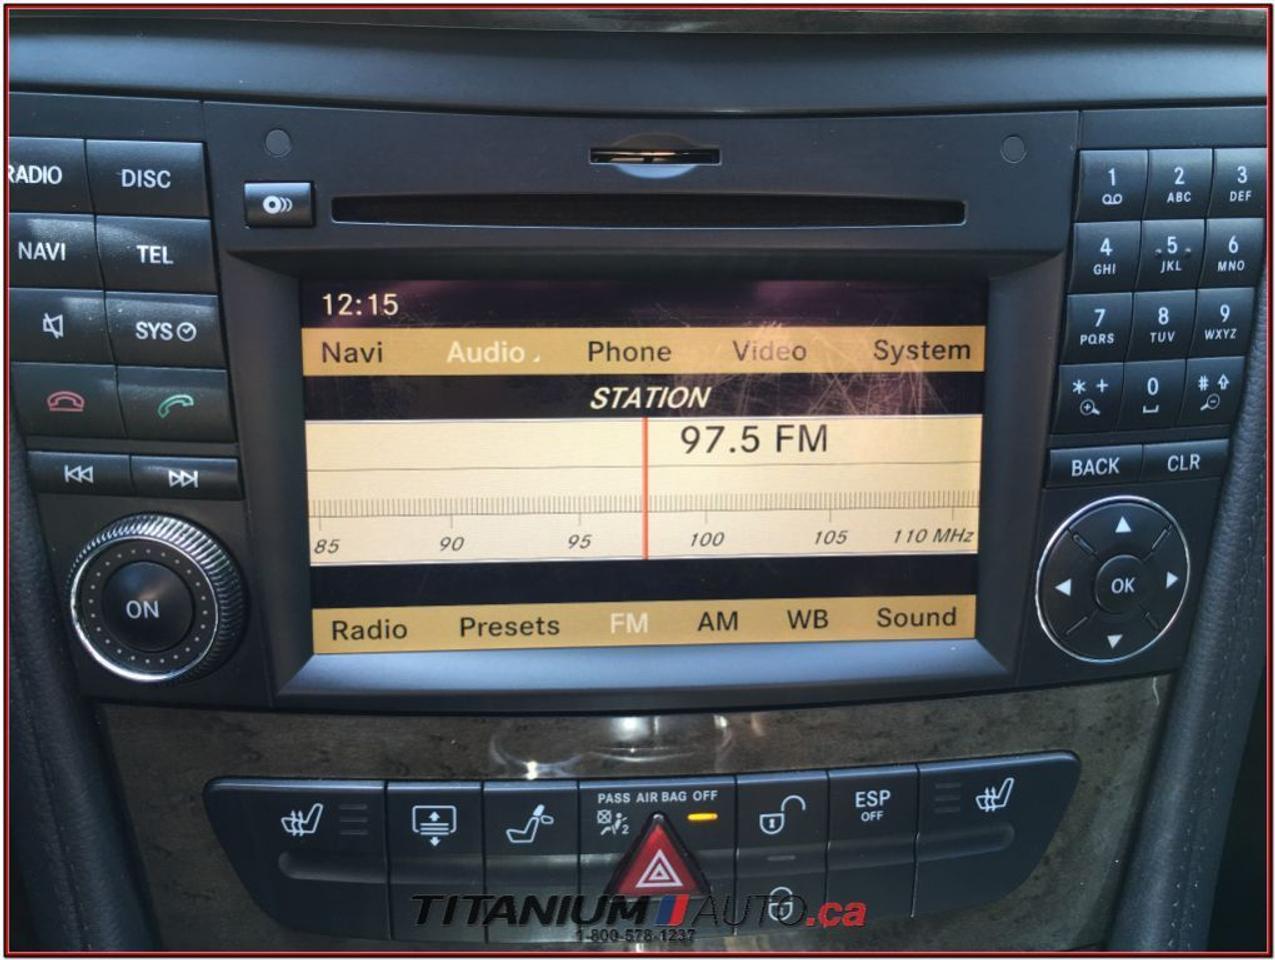 RADIO DISC
NAVI TEL
SYS
ON
12:15
Navi Audio Phone Video System
STATION
97.5 FM
85 90 95 100 105 110 MHz
Radio Presets FM AM WB Sound
1 2 ABC 3 DEF
4 GHI 5 JKL 6 MNO
7 PQRS 8 TUV 9 WXYZ
* + 0 #
BACK CLR
OK
PASS AIR BAG OFF
2
ESP
OFF
TITANIUM AUTO.ca
1-800-578-1237